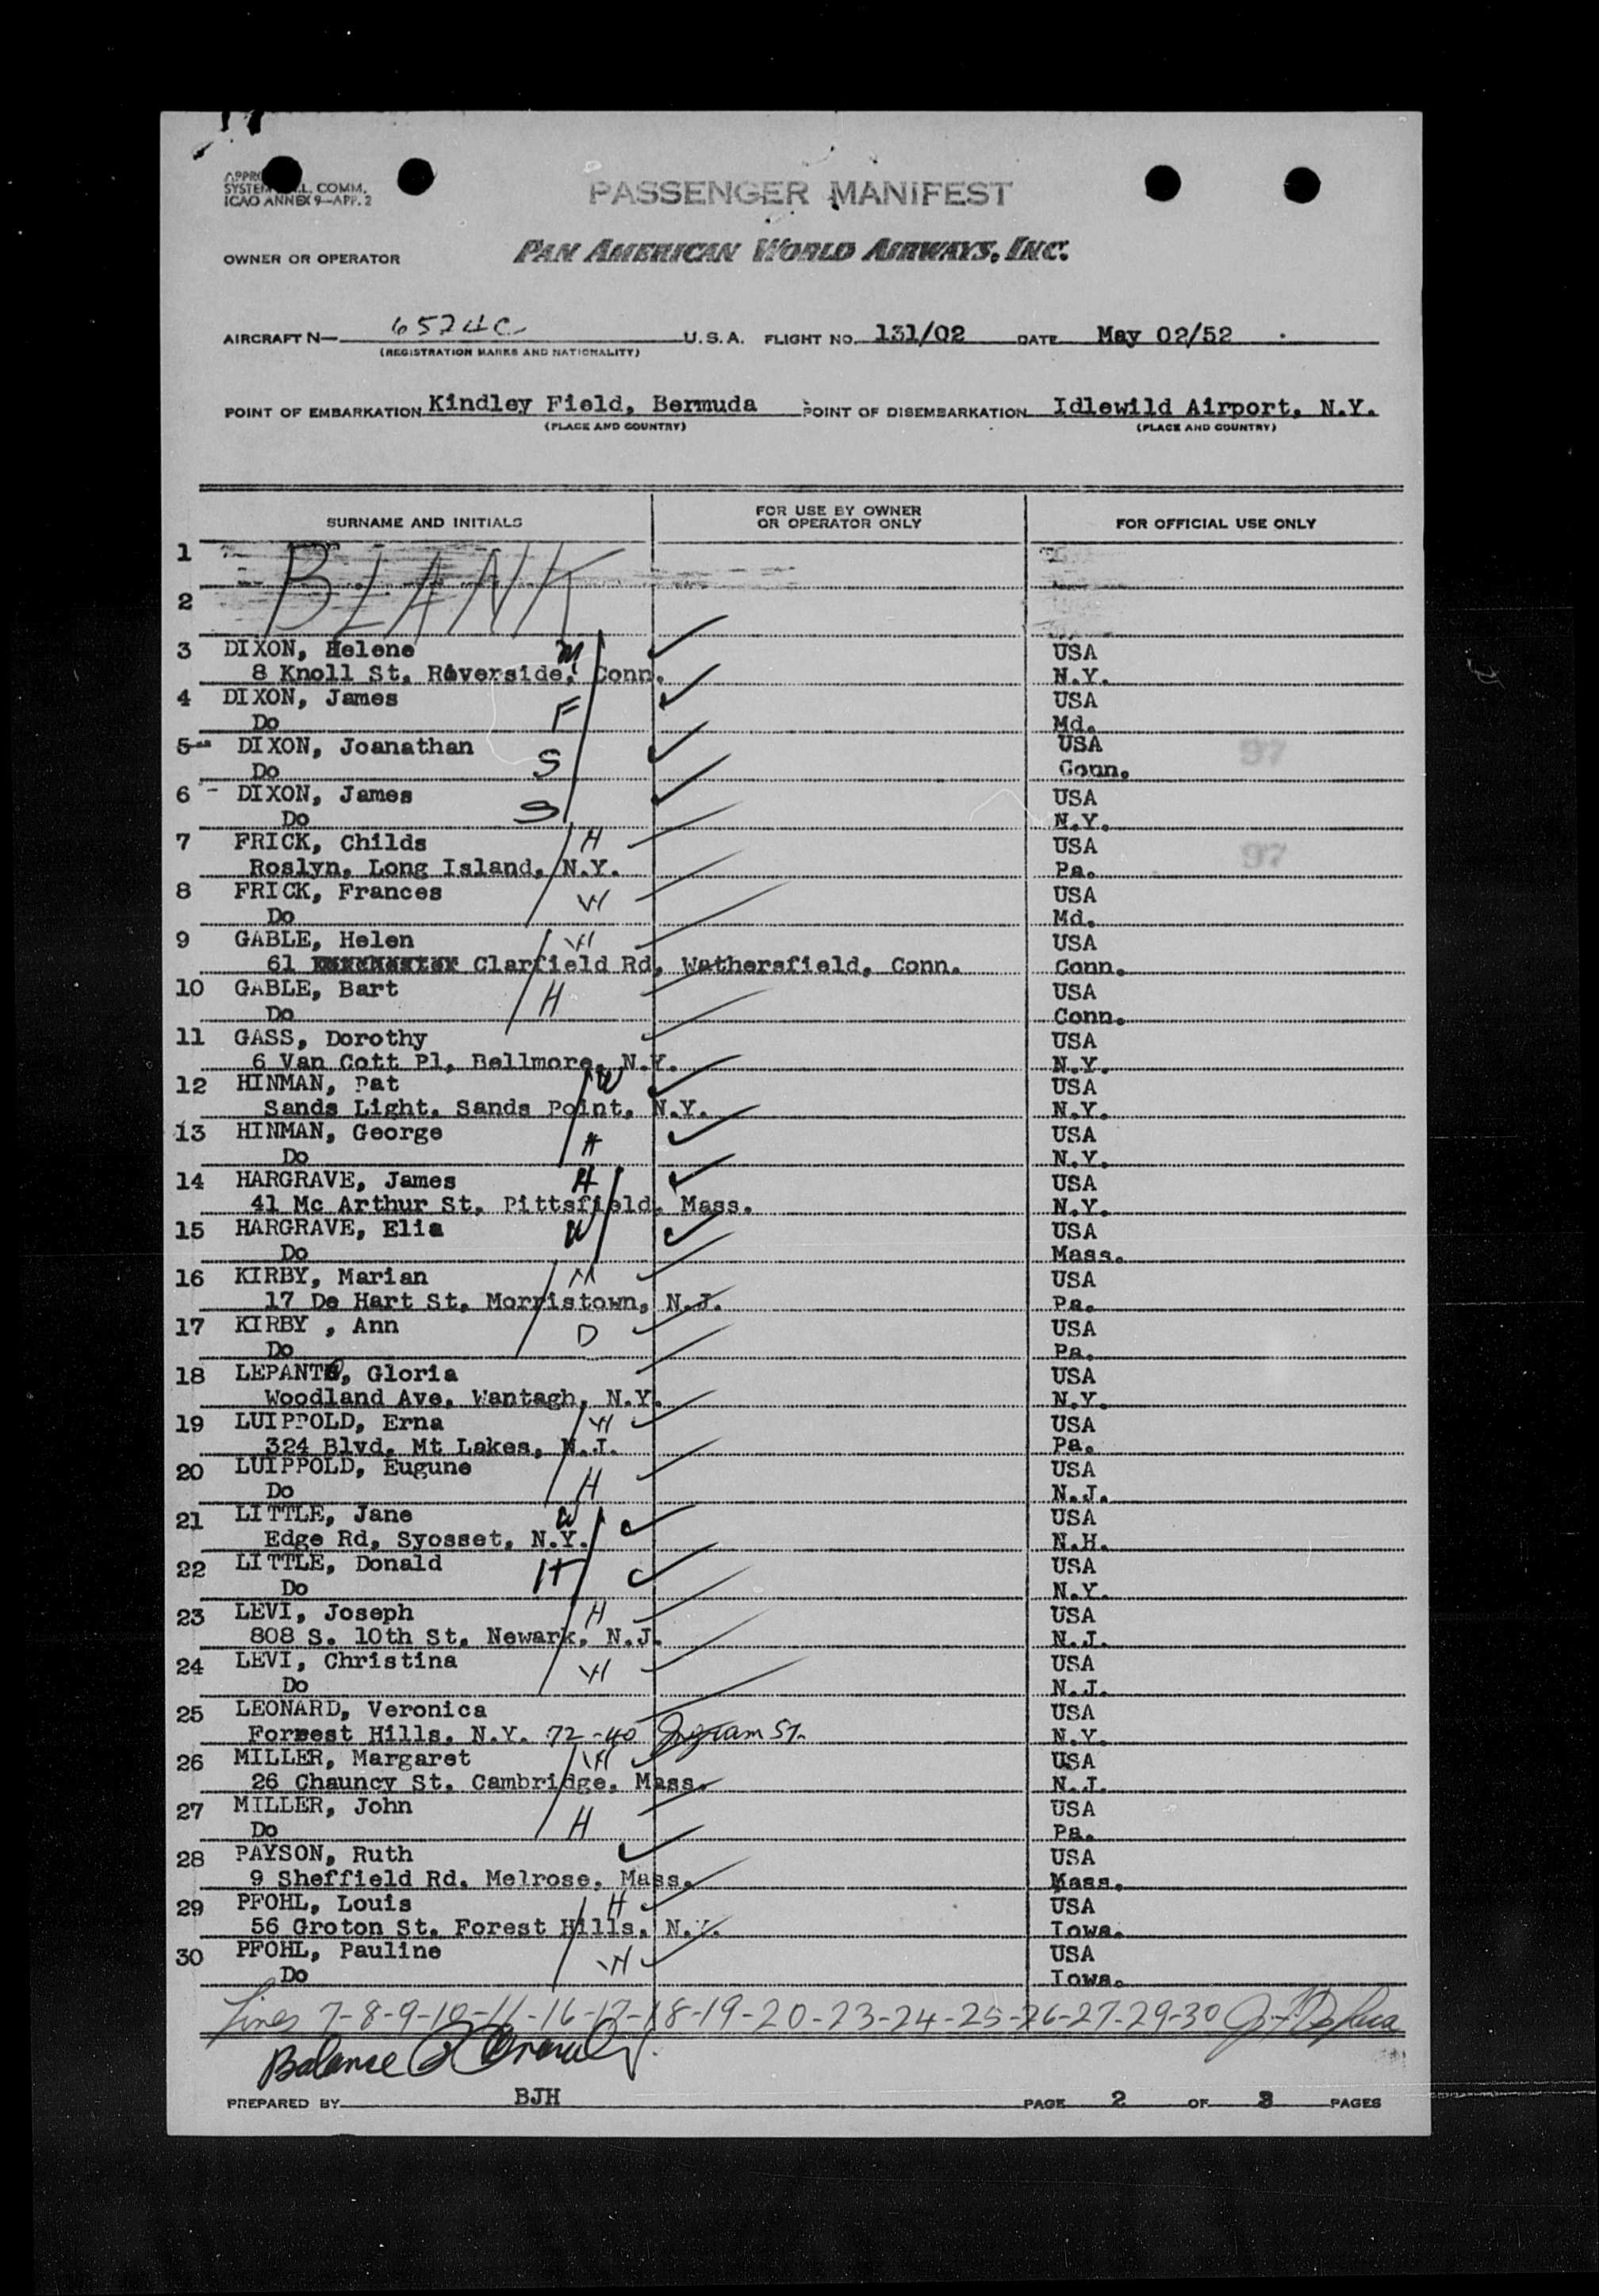 SYSTEM L. COMM.
ICAO ANNEX 9—APP. 2
PASSENGER MANIFEST
OWNER OR OPERATOR PAN AMERICAN WORLD AIRWAYS, INC.
AIRCRAFT N— 6524C U.S.A. FLIGHT NO. 131/02 DATE May 02/52
(REGISTRATION MARKS AND NATIONALITY)
POINT OF EMBARKATION Kindley Field, Bermuda POINT OF DISEMBARKATION Idlewild Airport, N.Y.
(PLACE AND COUNTRY) (PLACE AND COUNTRY)
SURNAME AND INITIALS FOR USE BY OWNER OR OPERATOR ONLY FOR OFFICIAL USE ONLY
1
BLANK
2
3 DIXON, Helene M USA
8 Knoll St. Riverside, Conn. N.Y.
4 DIXON, James USA
Do F Md.
5 DIXON, Joanathan USA 97
Do S Conn.
6 DIXON, James USA
Do S N.Y.
7 FRICK, Childs H USA 97
Roslyn, Long Island, N.Y. Pa.
8 FRICK, Frances W USA
Do Md.
9 GABLE, Helen W USA
61 Clarfield Rd, Wathersfield, Conn. Conn.
10 GABLE, Bart H USA
Do Conn.
11 GASS, Dorothy USA
6 Van Cott Pl, Bellmore, N.Y. N.Y.
12 HINMAN, Pat W USA
Sands Light, Sands Point, N.Y. N.Y.
13 HINMAN, George USA
Do H N.Y.
14 HARGRAVE, James H USA
41 Mc Arthur St, Pittsfield, Mass. N.Y.
15 HARGRAVE, Elia W USA
Do Mass.
16 KIRBY, Marian M USA
17 De Hart St, Morristown, N.J. Pa.
17 KIRBY , Ann D USA
Do Pa.
18 LEPANTO, Gloria USA
Woodland Ave, Wantagh, N.Y. N.Y.
19 LUIPPOLD, Erna W USA
324 Blvd. Mt Lakes, N.J. Pa.
20 LUIPPOLD, Eugune USA
Do H N.J.
21 LITTLE, Jane W USA
Edge Rd, Syosset, N.Y. N.H.
22 LITTLE, Donald H USA
Do N.Y.
23 LEVI, Joseph H USA
808 S. 10th St, Newark, N.J. N.J.
24 LEVI, Christina W USA
Do N.J.
25 LEONARD, Veronica USA
Forrest Hills, N.Y. 72-40 Ingram St. N.Y.
26 MILLER, Margaret W USA
26 Chauncy St. Cambridge, Mass. N.J.
27 MILLER, John USA
Do H Pa.
28 PAYSON, Ruth USA
9 Sheffield Rd. Melrose, Mass. Mass.
29 PFOHL, Louis H USA
56 Groton St. Forest Hills, N.Y. Iowa.
30 PFOHL, Pauline W USA
Do Iowa.
Lines 7-8-9-10-11-16-17-18-19-20-23-24-25-26-27-29-30
Balance
PREPARED BY BJH PAGE 2 OF 3 PAGES